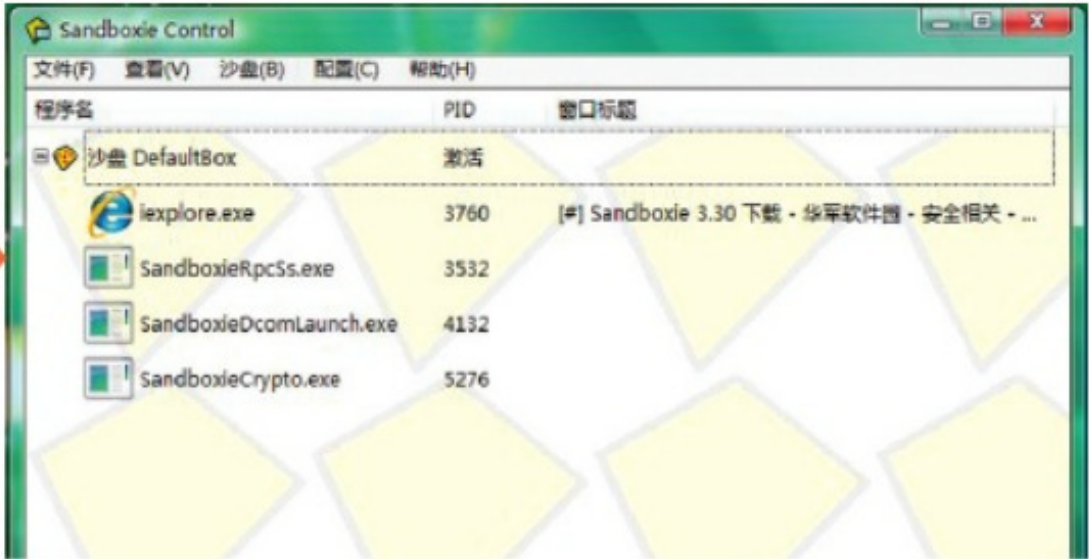 Sandboxie Control
文件(F) 查看(V) 沙盘(B) 配置(C) 帮助(H)
程序名 PID 窗口标题
沙盘 DefaultBox 激活
iexplore.exe 3760 [#] Sandboxie 3.30 下载 - 华军软件园 - 安全相关 - ...
SandboxieRpcSs.exe 3532
SandboxieDcomLaunch.exe 4132
SandboxieCrypto.exe 5276